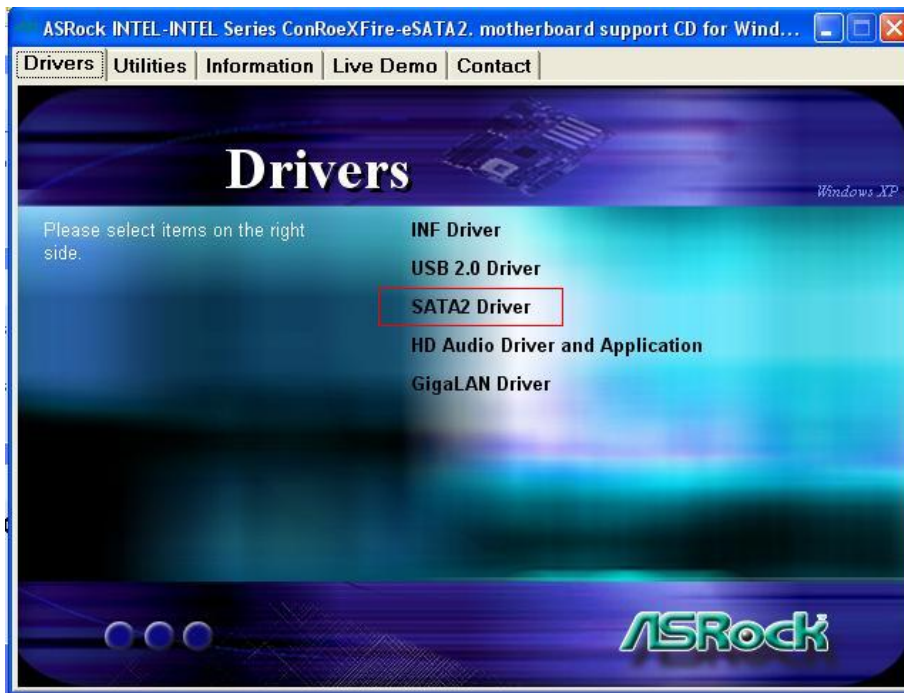 ASRock INTEL-INTEL Series ConRoeXFire-eSATA2. motherboard support CD for Wind...
Drivers Utilities Information Live Demo Contact
Drivers
Windows XP
Please select items on the right
side.
INF Driver
USB 2.0 Driver
SATA2 Driver
HD Audio Driver and Application
GigaLAN Driver
ASRock